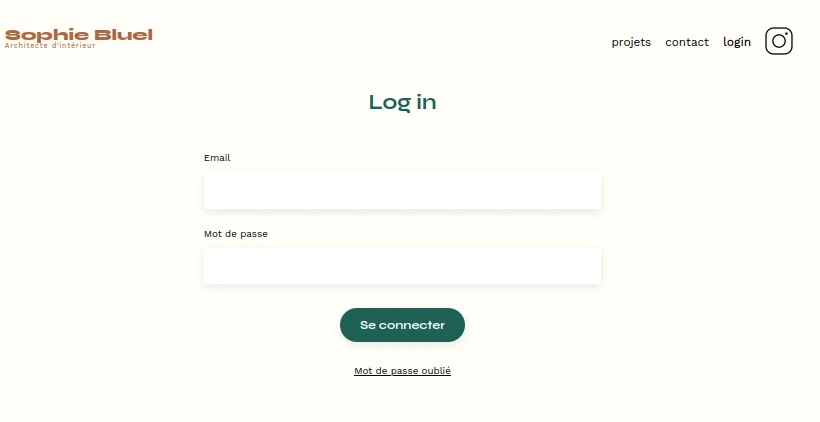 Sophie Bluel
Architecte d'intérieur
projets contact login
Log in
Email
Mot de passe
Se connecter
Mot de passe oublié